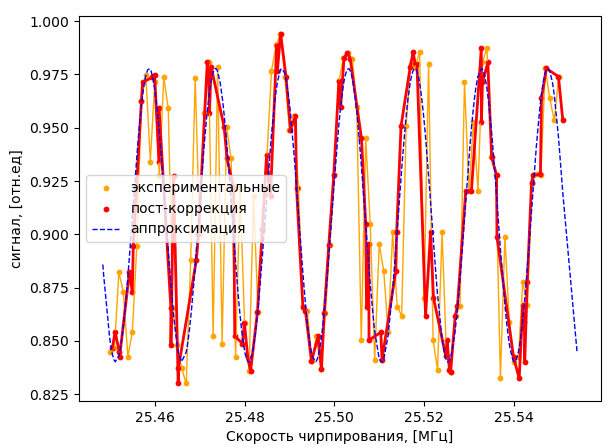 1.000
0.975
0.950
0.925
0.900
0.875
0.850
0.825
сигнал, [отн.ед]
экспериментальные
пост-коррекция
аппроксимация
25.46 25.48 25.50 25.52 25.54
Скорость чирпирования, [МГц]